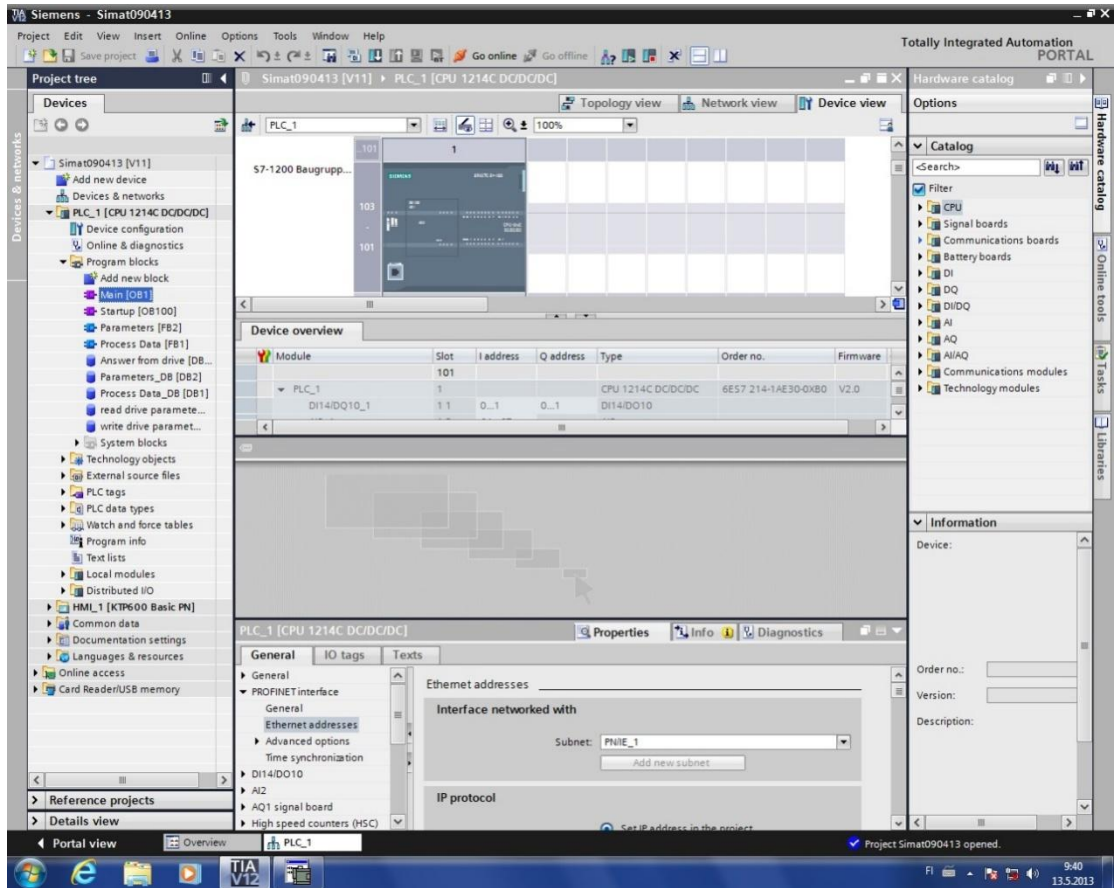 Siemens - Simat090413
Project Edit View Insert Online Options Tools Window Help
Save project Go online Go offline
Totally Integrated Automation
PORTAL
Devices & networks
Project tree
Devices
Simat090413 [V11]
Add new device
Devices & networks
PLC_1 [CPU 1214C DC/DC/DC]
Device configuration
Online & diagnostics
Program blocks
Add new block
Main [OB1]
Startup [OB100]
Parameters [FB2]
Process Data [FB1]
Answer from drive [DB...
Parameters_DB [DB2]
Process Data_DB [DB1]
read drive paramete...
write drive paramet...
System blocks
Technology objects
External source files
PLC tags
PLC data types
Watch and force tables
Program info
Text lists
Local modules
Distributed I/O
HMI_1 [KTP600 Basic PN]
Common data
Documentation settings
Languages & resources
Online access
Card Reader/USB memory
Reference projects
Details view
Simat090413 [V11] PLC_1 [CPU 1214C DC/DC/DC]
Topology view Network view Device view
PLC_1 100%
..101 1
S7-1200 Baugrupp...
SIEMENS
103
-
101
Device overview
Module Slot I address Q address Type Order no. Firmware
101
PLC_1 1 CPU 1214C DC/DC/DC 6ES7 214-1AE30-0XB0 V2.0
DI14/DQ10_1 1 1 0...1 0...1 DI14/DO10
PLC_1 [CPU 1214C DC/DC/DC]
Properties Info Diagnostics
General IO tags Texts
General
PROFINET interface
General
Ethernet addresses
Advanced options
Time synchronization
DI14/DO10
AI2
AQ1 signal board
High speed counters (HSC)
Ethernet addresses
Interface networked with
Subnet: PN/IE_1
Add new subnet
IP protocol
Set IP address in the project
Hardware catalog
Options
Catalog
<Search>
Filter
CPU
Signal boards
Communications boards
Battery boards
DI
DQ
DI/DQ
AI
AQ
AI/AQ
Communications modules
Technology modules
Information
Device:
Order no.:
Version:
Description:
Hardware catalog
Online tools
Tasks
Libraries
Portal view Overview PLC_1 Project Simat090413 opened.
TIA
V12
FI 9:40
13.5.2013